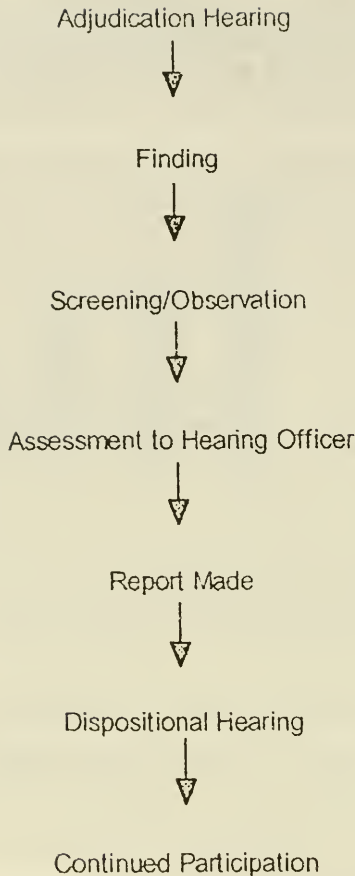 Adjudication Hearing
Finding
Screening/Observation
Assessment to Hearing Officer
Report Made
Dispositional Hearing
Continued Participation